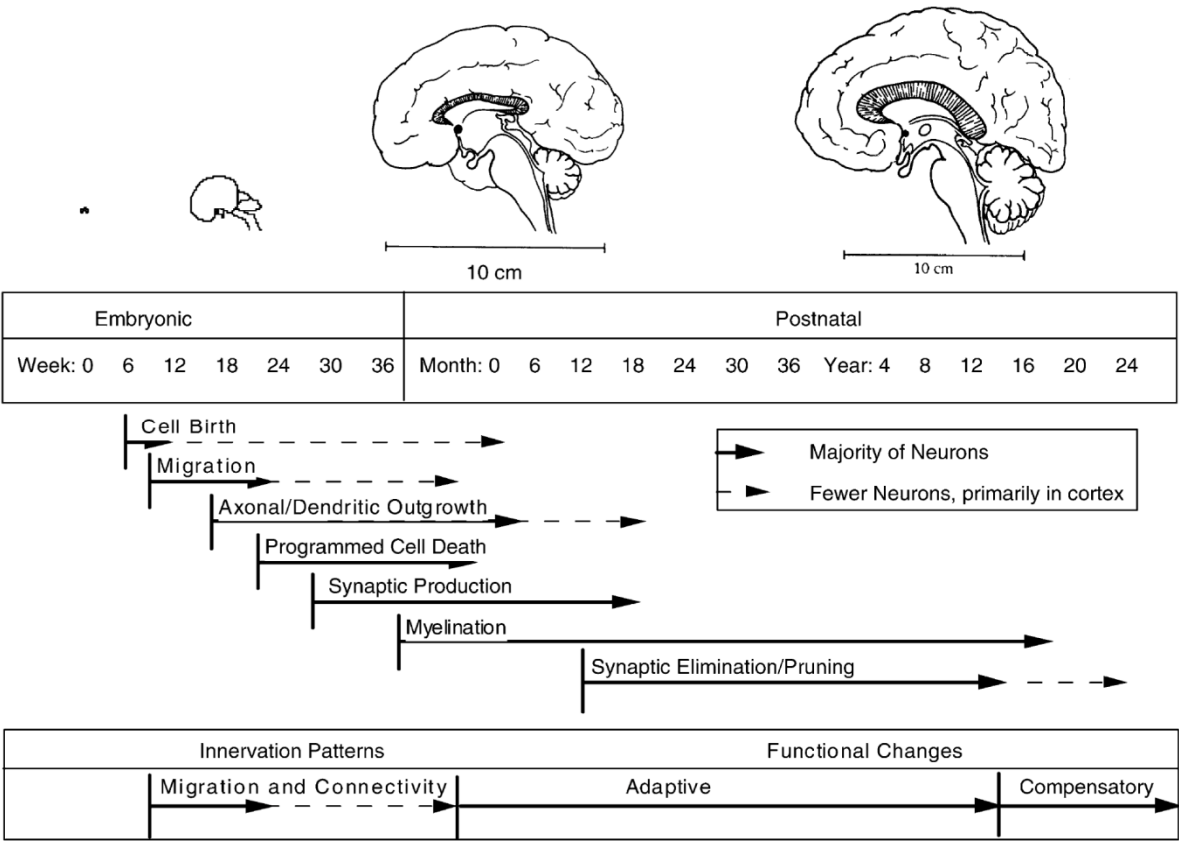 10 cm
10 cm
Embryonic Postnatal
Week: 0 6 12 18 24 30 36 Month: 0 6 12 18 24 30 36 Year: 4 8 12 16 20 24
Cell Birth
Majority of Neurons
Migration
Fewer Neurons, primarily in cortex
Axonal/Dendritic Outgrowth
Programmed Cell Death
Synaptic Production
Myelination
Synaptic Elimination/Pruning
Innervation Patterns Functional Changes
Migration and Connectivity Adaptive Compensatory